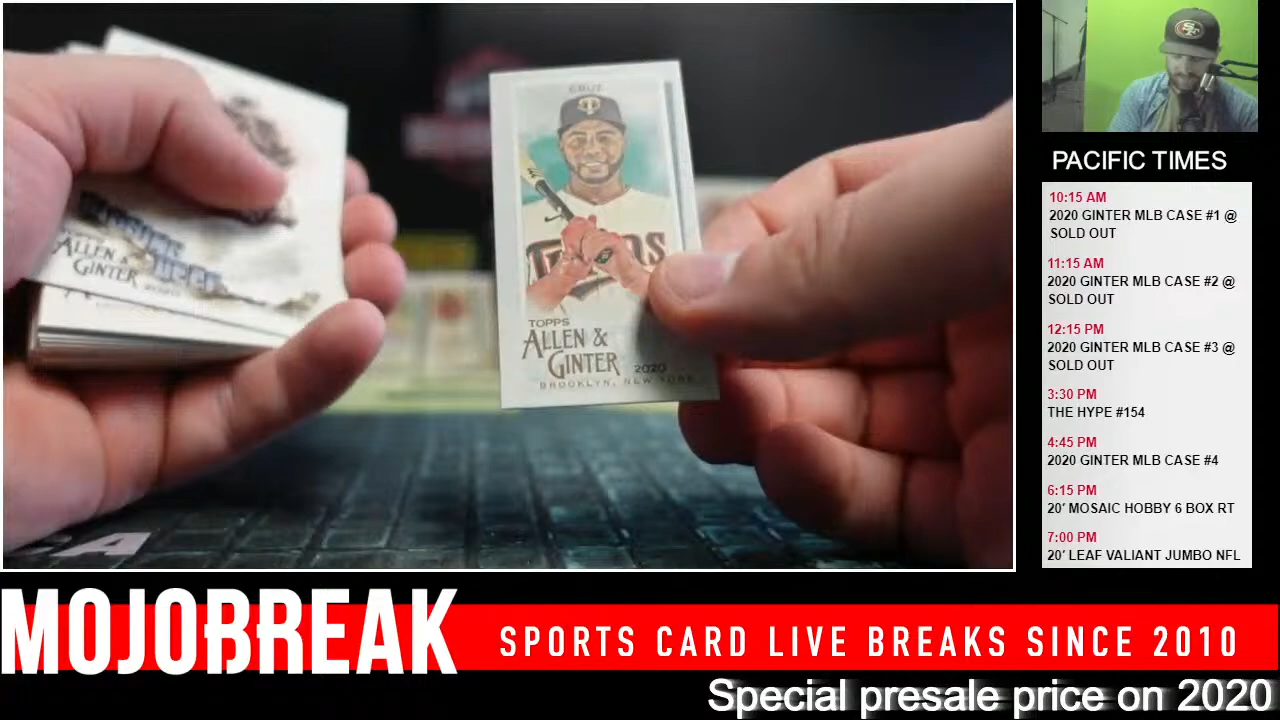 CRUZ
TWINS
TOPPS
ALLEN &
GINTER 2020
BROOKLYN, NEW YORK
ALLEN &
GINTER 2020
PACIFIC TIMES
10:15 AM
2020 GINTER MLB CASE #1 @
SOLD OUT
11:15 AM
2020 GINTER MLB CASE #2 @
SOLD OUT
12:15 PM
2020 GINTER MLB CASE #3 @
SOLD OUT
3:30 PM
THE HYPE #154
4:45 PM
2020 GINTER MLB CASE #4
6:15 PM
20' MOSAIC HOBBY 6 BOX RT
7:00 PM
20' LEAF VALIANT JUMBO NFL
MOJOBREAK
SPORTS CARD LIVE BREAKS SINCE 2010
Special presale price on 2020